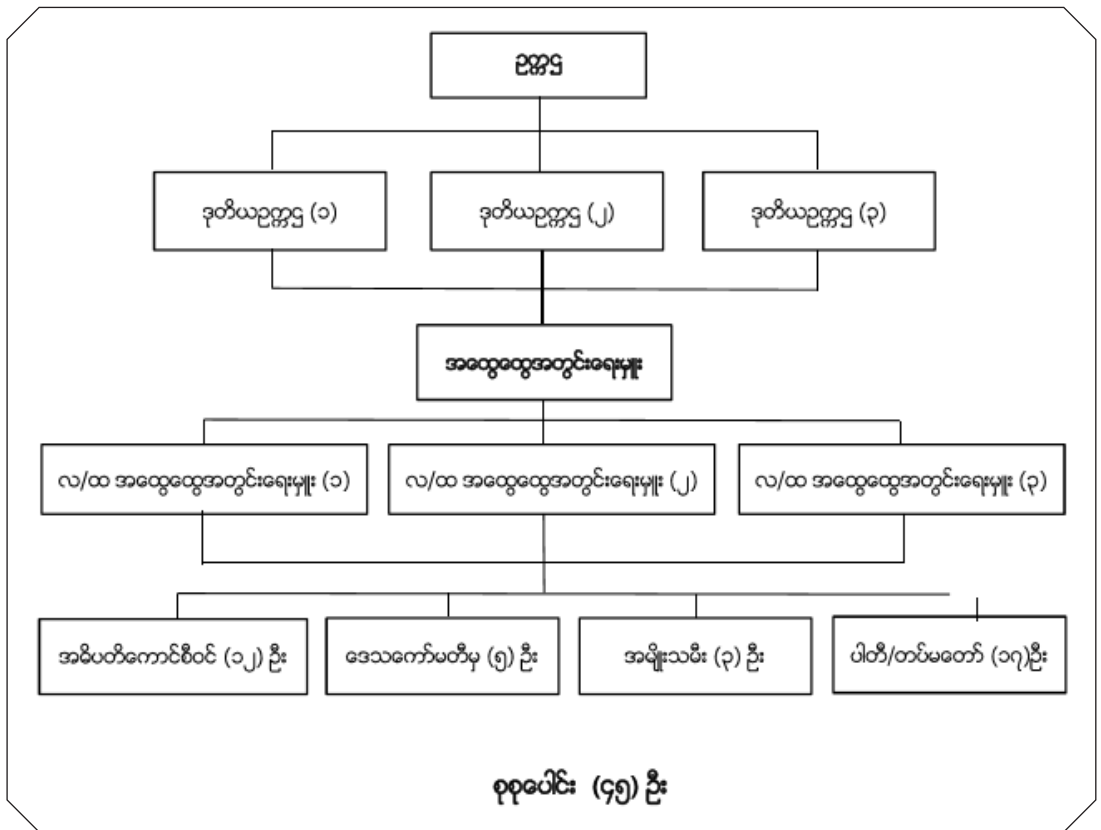 ဥက္ကဌ
ဒုတိယဥက္ကဌ (၁)
ဒုတိယဥက္ကဌ (၂)
ဒုတိယဥက္ကဌ (၃)
အထွေထွေအတွင်းရေးမှူး
လ/ထ အထွေထွေအတွင်းရေးမှူး (၁)
လ/ထ အထွေထွေအတွင်းရေးမှူး (၂)
လ/ထ အထွေထွေအတွင်းရေးမှူး (၃)
အဓိပတိကောင်စီဝင် (၁၂) ဦး
ဒေသကော်မတီမှ (၅) ဦး
အမျိုးသမီး (၃) ဦး
ပါတီ/တပ်မတော် (၁၇)ဦး
စုစုပေါင်း (၄၅) ဦး